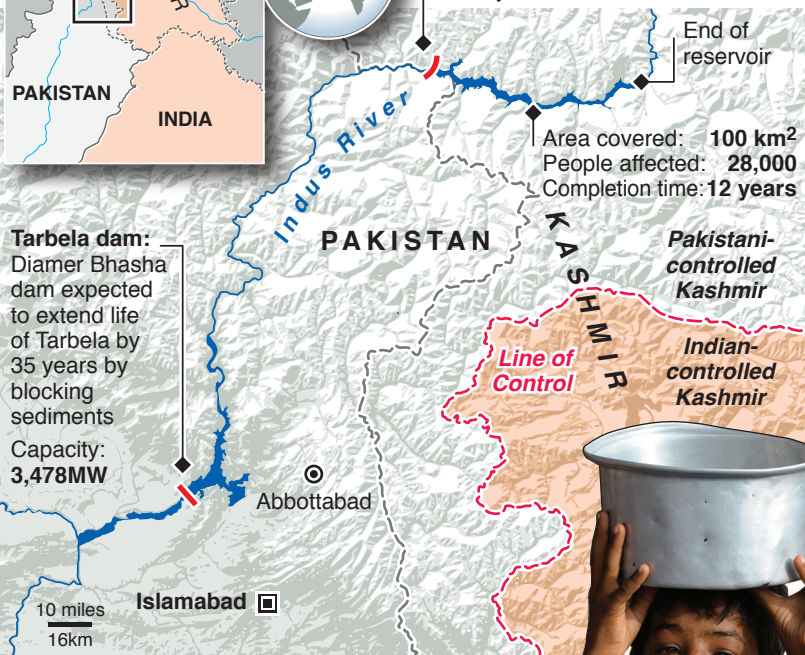 PAKISTAN
INDIA
End of
reservoir
Indus River
Area covered: 100 km²
People affected: 28,000
Completion time: 12 years
PAKISTAN
KASHMIR
Pakistani-
controlled
Kashmir
Tarbela dam:
Diamer Bhasha
dam expected
to extend life
of Tarbela by
35 years by
blocking
sediments
Capacity:
3,478MW
Line of
Control
Indian-
controlled
Kashmir
Abbottabad
Islamabad
10 miles
16km